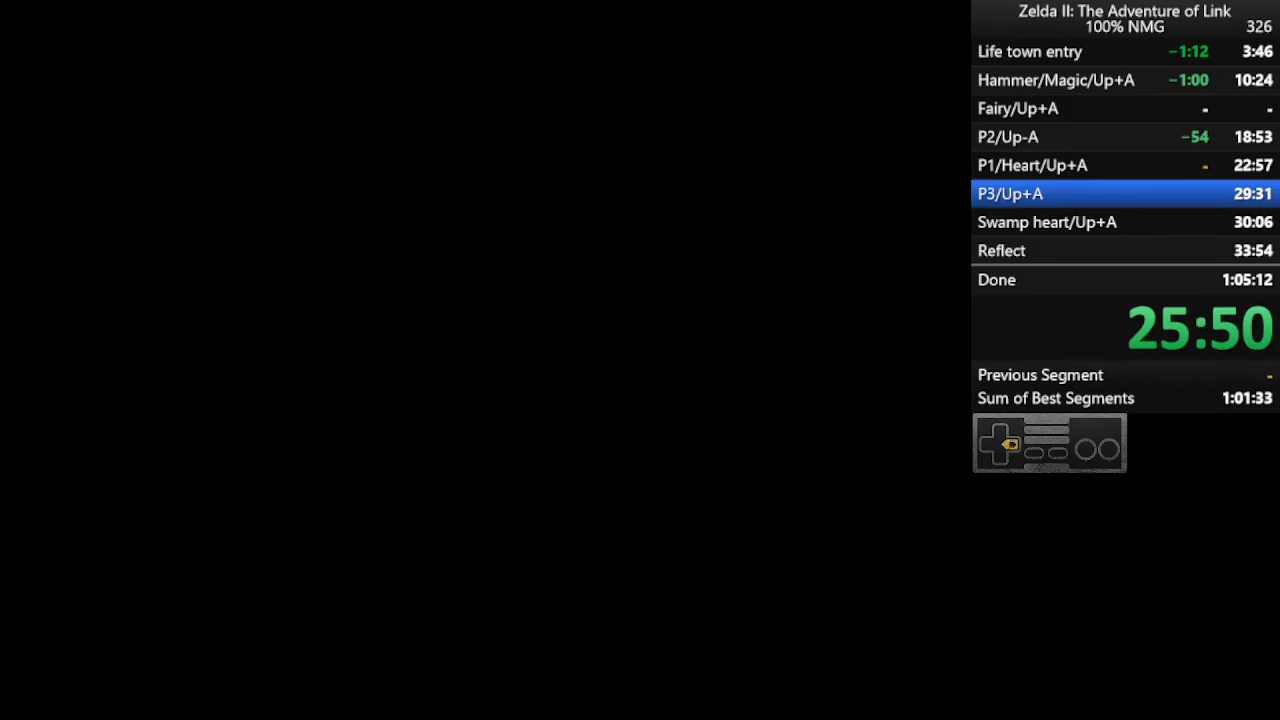 Zelda II: The Adventure of Link
100% NMG 326
Life town entry −1:12 3:46
Hammer/Magic/Up+A −1:00 10:24
Fairy/Up+A - -
P2/Up-A −54 18:53
P1/Heart/Up+A - 22:57
P3/Up+A 29:31
Swamp heart/Up+A 30:06
Reflect 33:54
Done 1:05:12
25:50
Previous Segment -
Sum of Best Segments 1:01:33